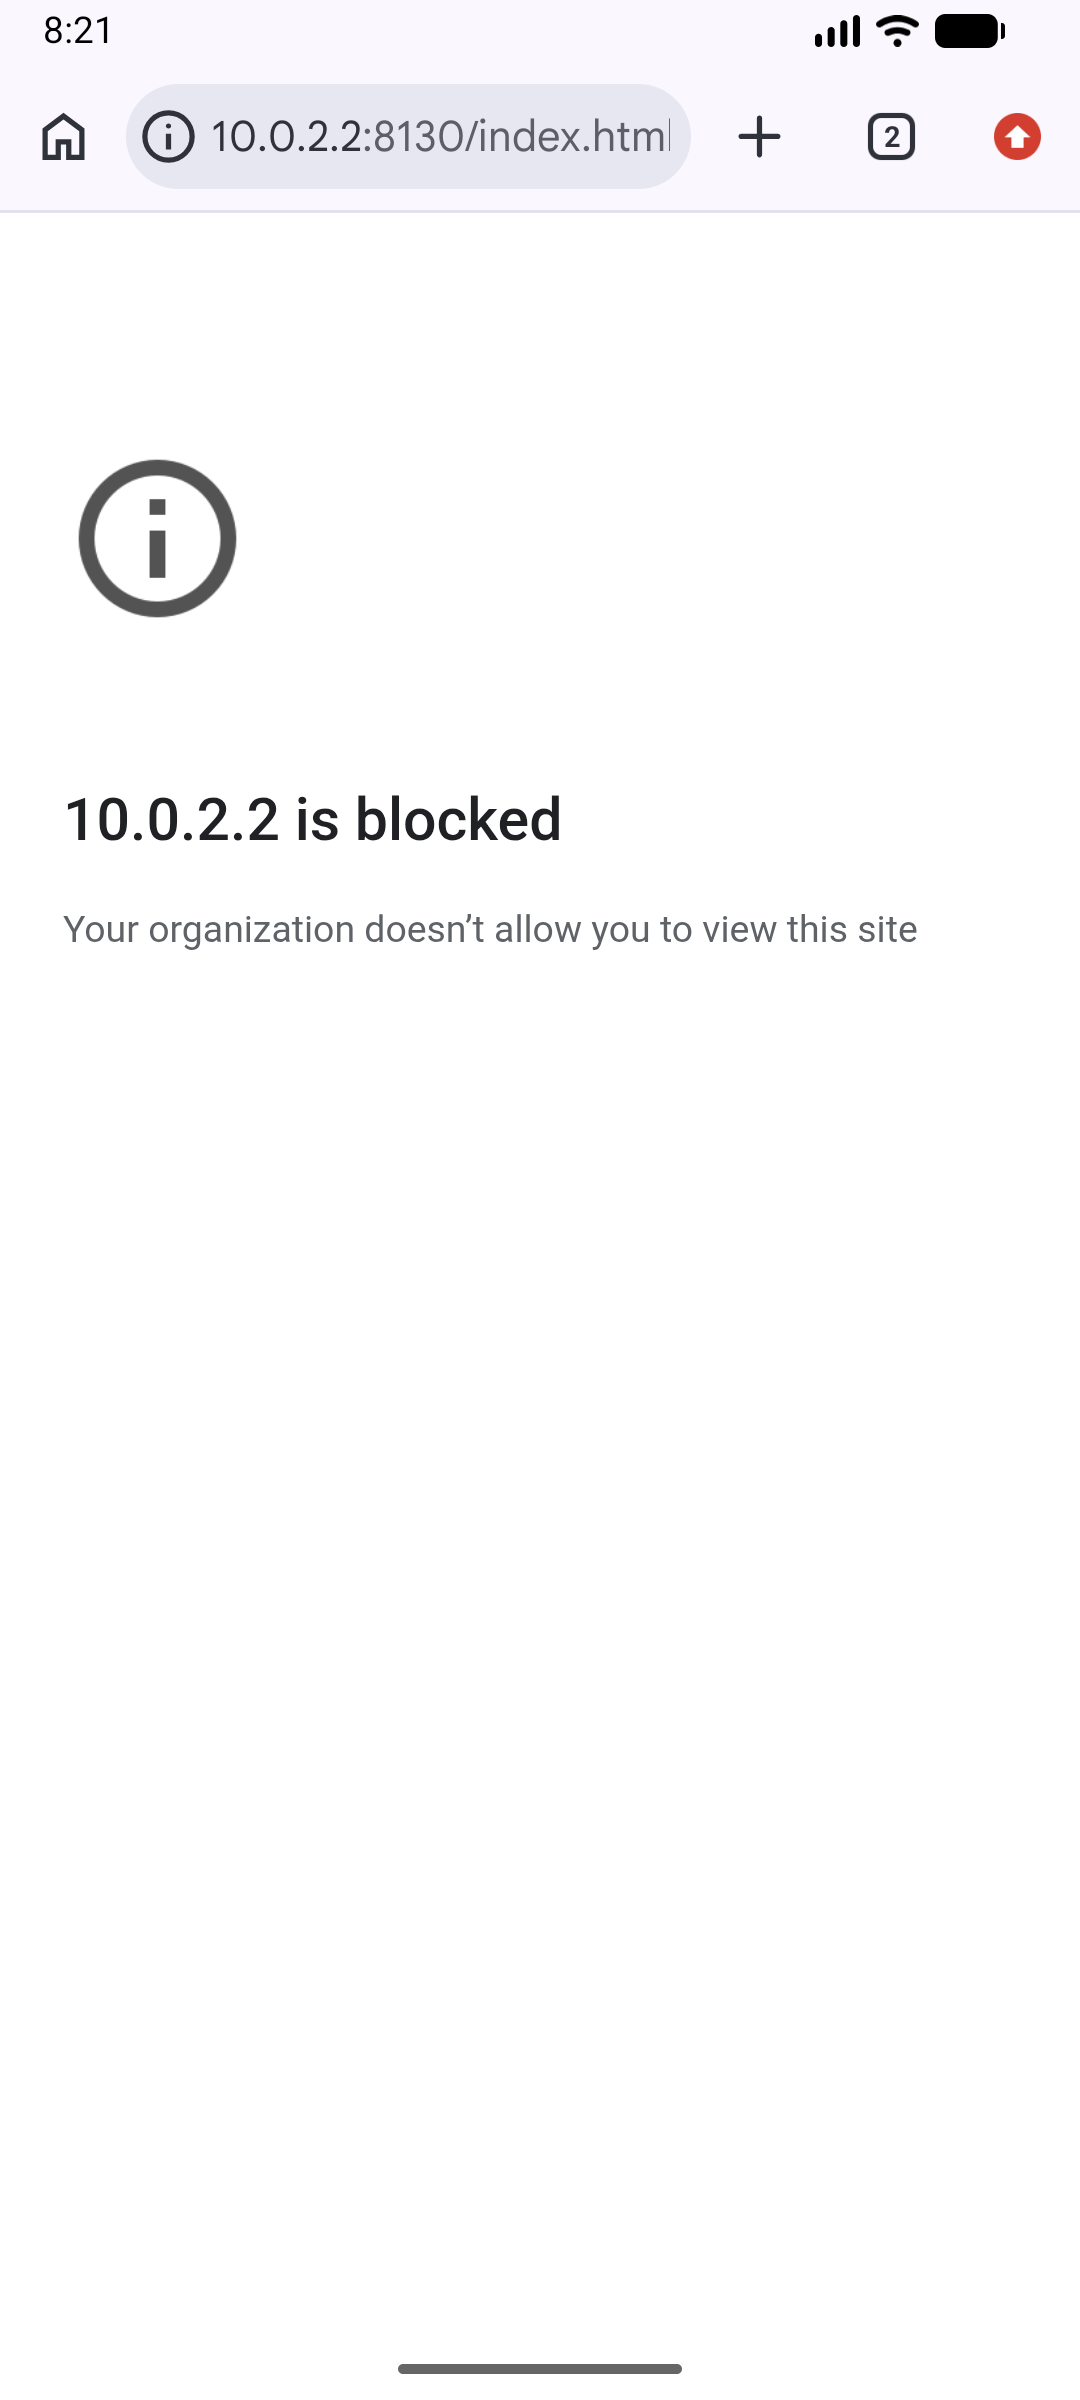 8:21
10.0.2.2:8130/index.html
2
10.0.2.2 is blocked
Your organization doesn’t allow you to view this site